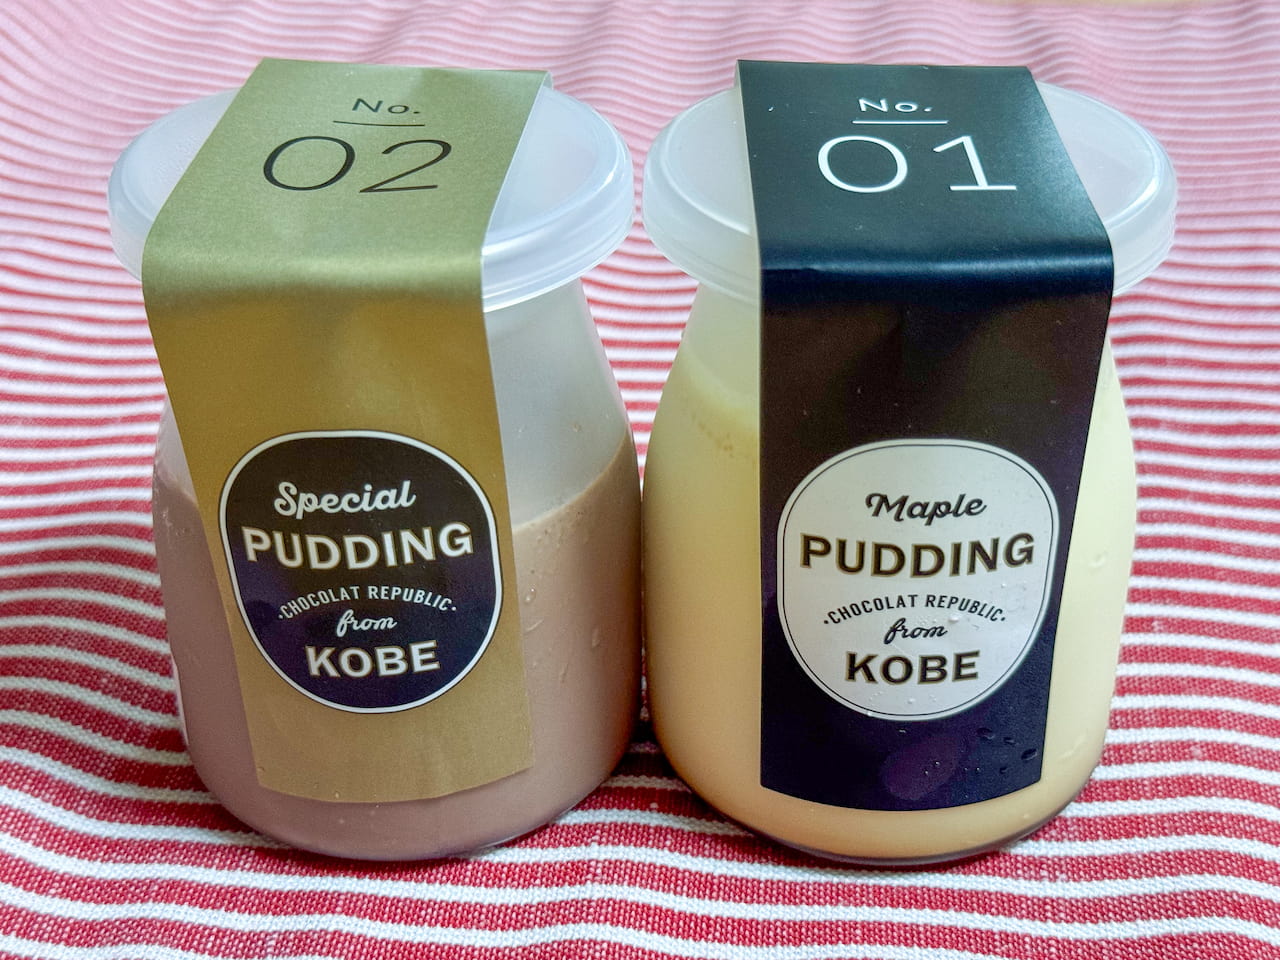 No.
02
Special
PUDDING
·CHOCOLAT REPUBLIC·
from
KOBE
No.
01
Maple
PUDDING
·CHOCOLAT REPUBLIC·
from
KOBE